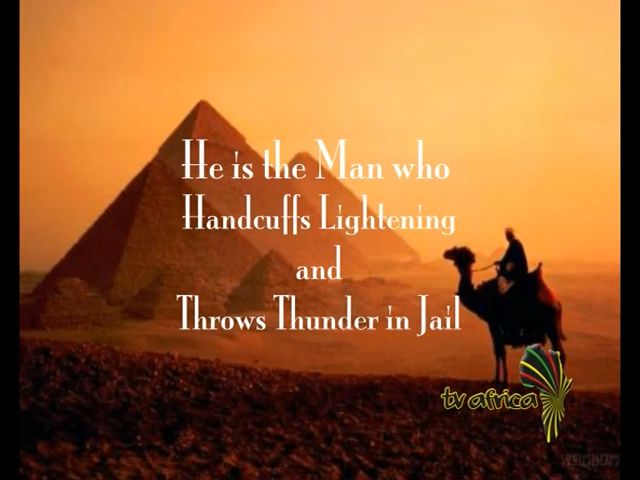 He is the Man who
Handcuffs Lightening
and
Throws Thunder in Jail
tv africa